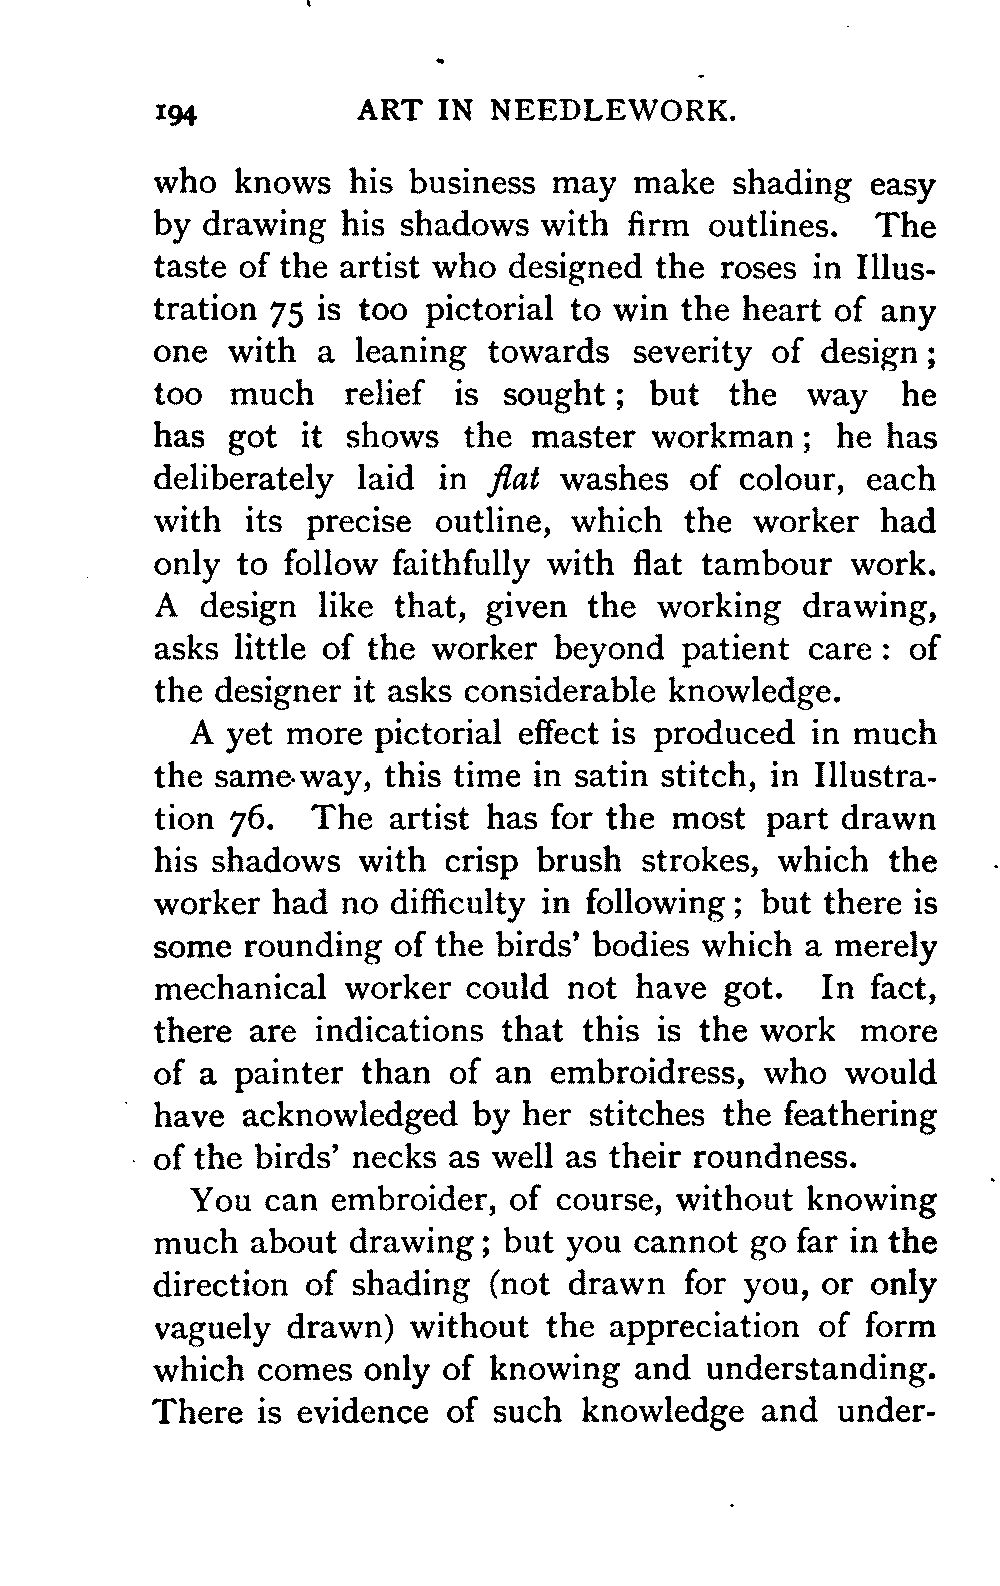 194 ART IN NEEDLEWORK.
who knows his business may make shading easy
by drawing his shadows with firm outlines. The
taste of the artist who designed the roses in Illus-
tration 75 is too pictorial to win the heart of any
one with a leaning towards severity of design ;
too much relief is sought ; but the way he
has got it shows the master workman ; he has
deliberately laid in flat washes of colour, each
with its precise outline, which the worker had
only to follow faithfully with flat tambour work.
A design like that, given the working drawing,
asks little of the worker beyond patient care : of
the designer it asks considerable knowledge.
A yet more pictorial effect is produced in much
the same way, this time in satin stitch, in Illustra-
tion 76. The artist has for the most part drawn
his shadows with crisp brush strokes, which the
worker had no difficulty in following ; but there is
some rounding of the birds' bodies which a merely
mechanical worker could not have got. In fact,
there are indications that this is the work more
of a painter than of an embroidress, who would
have acknowledged by her stitches the feathering
of the birds' necks as well as their roundness.
You can embroider, of course, without knowing
much about drawing ; but you cannot go far in the
direction of shading (not drawn for you, or only
vaguely drawn) without the appreciation of form
which comes only of knowing and understanding.
There is evidence of such knowledge and under-